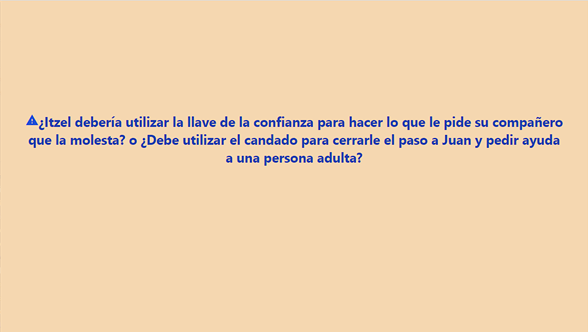 ⚠¿Itzel debería utilizar la llave de la confianza para hacer lo que le pide su compañero
que la molesta? o ¿Debe utilizar el candado para cerrarle el paso a Juan y pedir ayuda
a una persona adulta?